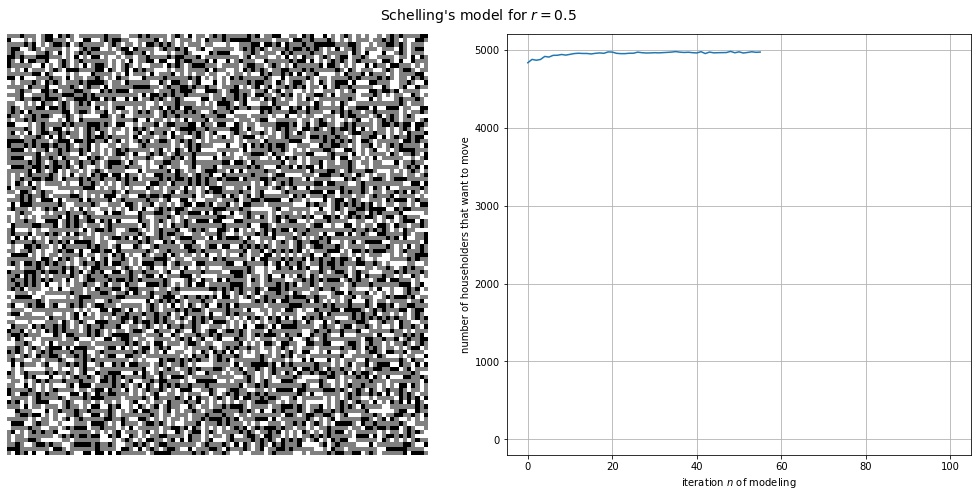 Schelling's model for r = 0.5
number of householders that want to move
5000
4000
3000
2000
1000
0
0 20 40 60 80 100
iteration n of modeling